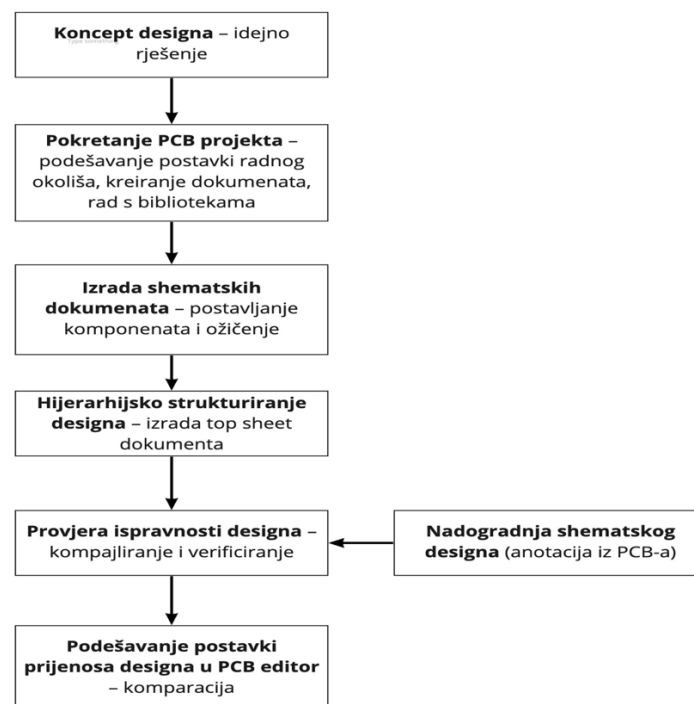 Koncept designa – idejno
rješenje
Pokretanje PCB projekta –
podešavanje postavki radnog
okoliša, kreiranje dokumenata,
rad s bibliotekama
Izrada shematskih
dokumenata – postavljanje
komponenata i ožičenje
Hijerarhijsko strukturiranje
designa – izrada top sheet
dokumenta
Provjera ispravnosti designa –
kompajliranje i verificiranje
Nadogradnja shematskog
designa (anotacija iz PCB-a)
Podešavanje postavki
prijenosa designa u PCB editor
– komparacija